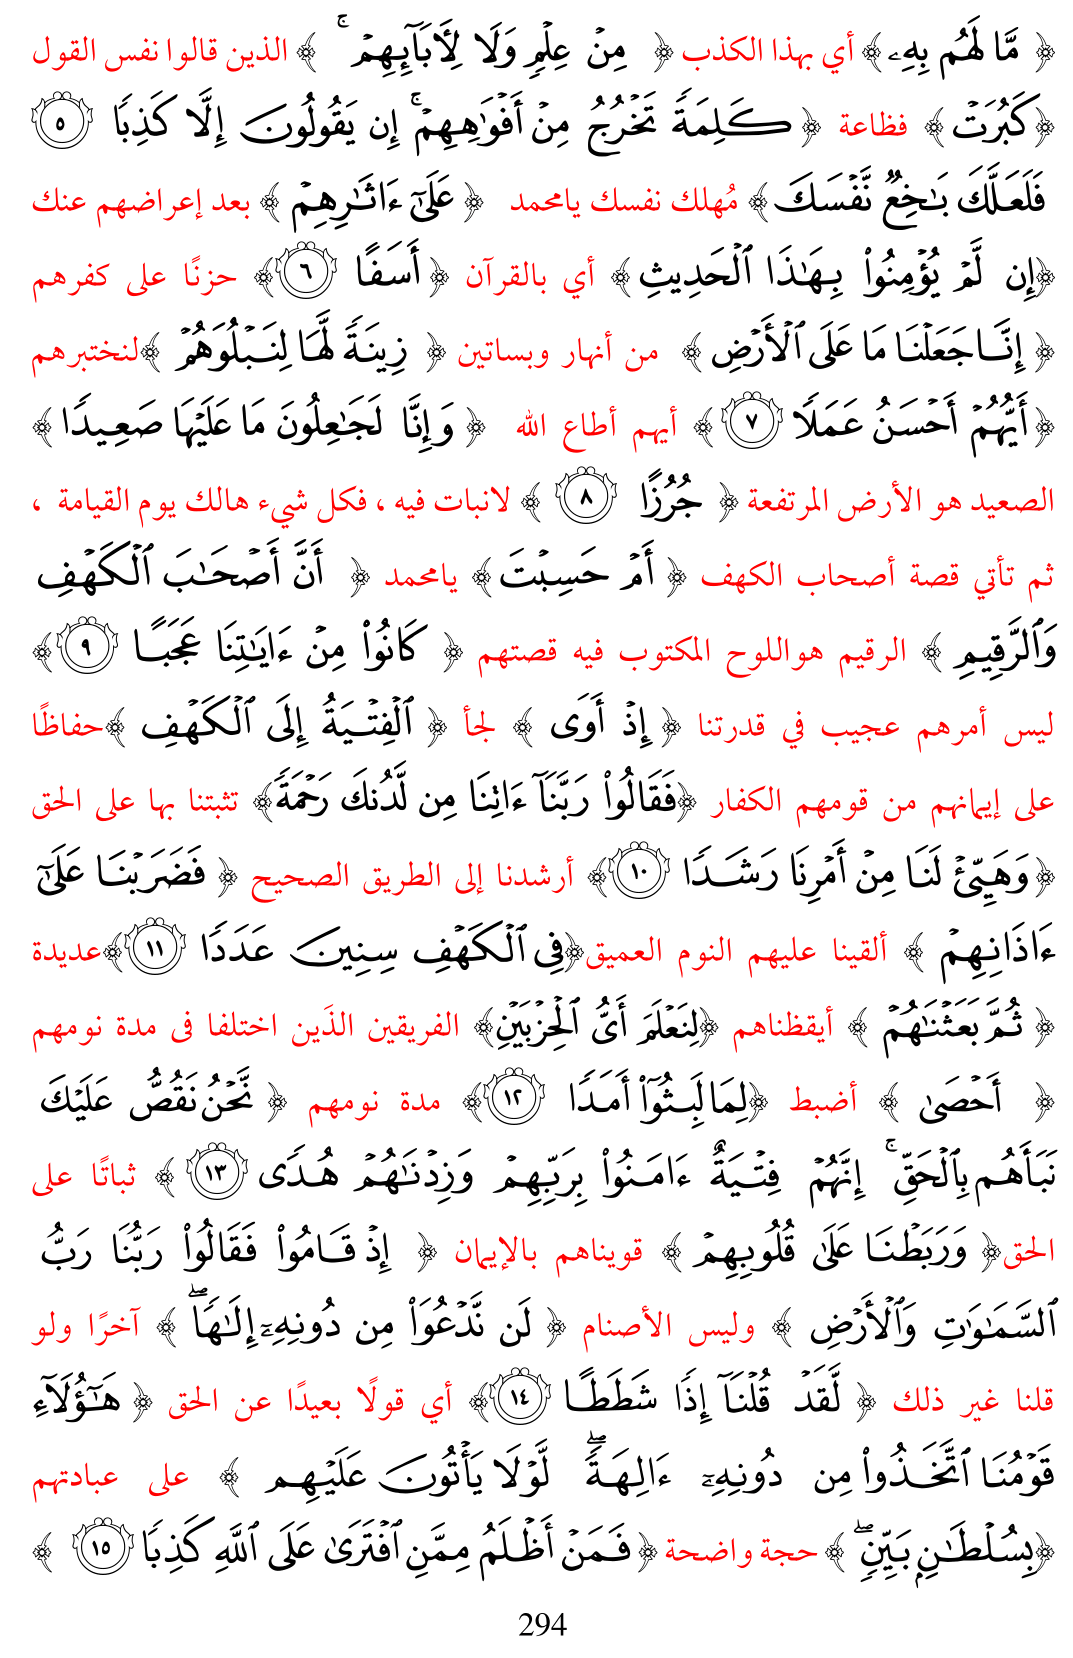 ﴿ مَّا لَهُم بِهِۦ ﴾ أي بهذا الكذب ﴿ مِنْ عِلْمٍ وَلَا لِأَبَآئِهِمْ ۚ ﴾ الذين قالوا نفس القول
﴿ كَبُرَتْ ﴾ فظاعة ﴿ كَلِمَةً تَخْرُجُ مِنْ أَفْوَٰهِهِمْ ۚ إِن يَقُولُونَ إِلَّا كَذِبًا ٥
فَلَعَلَّكَ بَٰخِعٌ نَّفْسَكَ ﴾ مُهلك نفسك يامحمد ﴿ عَلَىٰٓ ءَاثَٰرِهِمْ ﴾ بعد إعراضهم عنك
﴿ إِن لَّمْ يُؤْمِنُوا۟ بِهَٰذَا ٱلْحَدِيثِ ﴾ أي بالقرآن ﴿ أَسَفًا ٦ ﴾ حزنًا على كفرهم
﴿ إِنَّا جَعَلْنَا مَا عَلَى ٱلْأَرْضِ ﴾ من أنهار وبساتين ﴿ زِينَةً لَّهَا لِنَبْلُوَهُمْ ﴾ لنختبرهم
﴿ أَيُّهُمْ أَحْسَنُ عَمَلًا ٧ ﴾ أيهم أطاع الله ﴿ وَإِنَّا لَجَٰعِلُونَ مَا عَلَيْهَا صَعِيدًا ﴾
الصعيد هو الأرض المرتفعة ﴿ جُرُزًا ٨ ﴾ لانبات فيه ، فكل شيء هالك يوم القيامة ،
ثم تأتي قصة أصحاب الكهف ﴿ أَمْ حَسِبْتَ ﴾ يامحمد ﴿ أَنَّ أَصْحَٰبَ ٱلْكَهْفِ
وَٱلرَّقِيمِ ﴾ الرقيم هواللوح المكتوب فيه قصتهم ﴿ كَانُوا۟ مِنْ ءَايَٰتِنَا عَجَبًا ٩ ﴾
ليس أمرهم عجيب في قدرتنا ﴿ إِذْ أَوَى ﴾ لجأ ﴿ ٱلْفِتْيَةُ إِلَى ٱلْكَهْفِ ﴾ حفاظًا
على إيمانهم من قومهم الكفار ﴿ فَقَالُوا۟ رَبَّنَآ ءَاتِنَا مِن لَّدُنكَ رَحْمَةً ﴾ تثبتنا بها على الحق
﴿ وَهَيِّئْ لَنَا مِنْ أَمْرِنَا رَشَدًا ١٠ ﴾ أرشدنا إلى الطريق الصحيح ﴿ فَضَرَبْنَا عَلَىٰٓ
ءَاذَانِهِمْ ﴾ ألقينا عليهم النوم العميق ﴿ فِى ٱلْكَهْفِ سِنِينَ عَدَدًا ١١ ﴾ عديدة
﴿ ثُمَّ بَعَثْنَٰهُمْ ﴾ أيقظناهم ﴿ لِنَعْلَمَ أَىُّ ٱلْحِزْبَيْنِ ﴾ الفريقين الذَين اختلفا فى مدة نومهم
﴿ أَحْصَىٰ ﴾ أضبط ﴿ لِمَا لَبِثُوٓا۟ أَمَدًا ١٢ ﴾ مدة نومهم ﴿ نَّحْنُ نَقُصُّ عَلَيْكَ
نَبَأَهُم بِٱلْحَقِّ ۚ إِنَّهُمْ فِتْيَةٌ ءَامَنُوا۟ بِرَبِّهِمْ وَزِدْنَٰهُمْ هُدًى ١٣ ﴾ ثباتًا على
الحق ﴿ وَرَبَطْنَا عَلَىٰ قُلُوبِهِمْ ﴾ قويناهم بالإيمان ﴿ إِذْ قَامُوا۟ فَقَالُوا۟ رَبُّنَا رَبُّ
ٱلسَّمَٰوَٰتِ وَٱلْأَرْضِ ﴾ وليس الأصنام ﴿ لَن نَّدْعُوَا۟ مِن دُونِهِۦٓ إِلَٰهًا ۖ ﴾ آخرًا ولو
قلنا غير ذلك ﴿ لَّقَدْ قُلْنَآ إِذًا شَطَطًا ١٤ ﴾ أي قولًا بعيدًا عن الحق ﴿ هَٰٓؤُلَآءِ
قَوْمُنَا ٱتَّخَذُوا۟ مِن دُونِهِۦٓ ءَالِهَةً ۖ لَّوْلَا يَأْتُونَ عَلَيْهِم ﴾ على عبادتهم
﴿ بِسُلْطَٰنٍۭ بَيِّنٍ ۖ ﴾ حجة واضحة ﴿ فَمَنْ أَظْلَمُ مِمَّنِ ٱفْتَرَىٰ عَلَى ٱللَّهِ كَذِبًا ١٥ ﴾
294